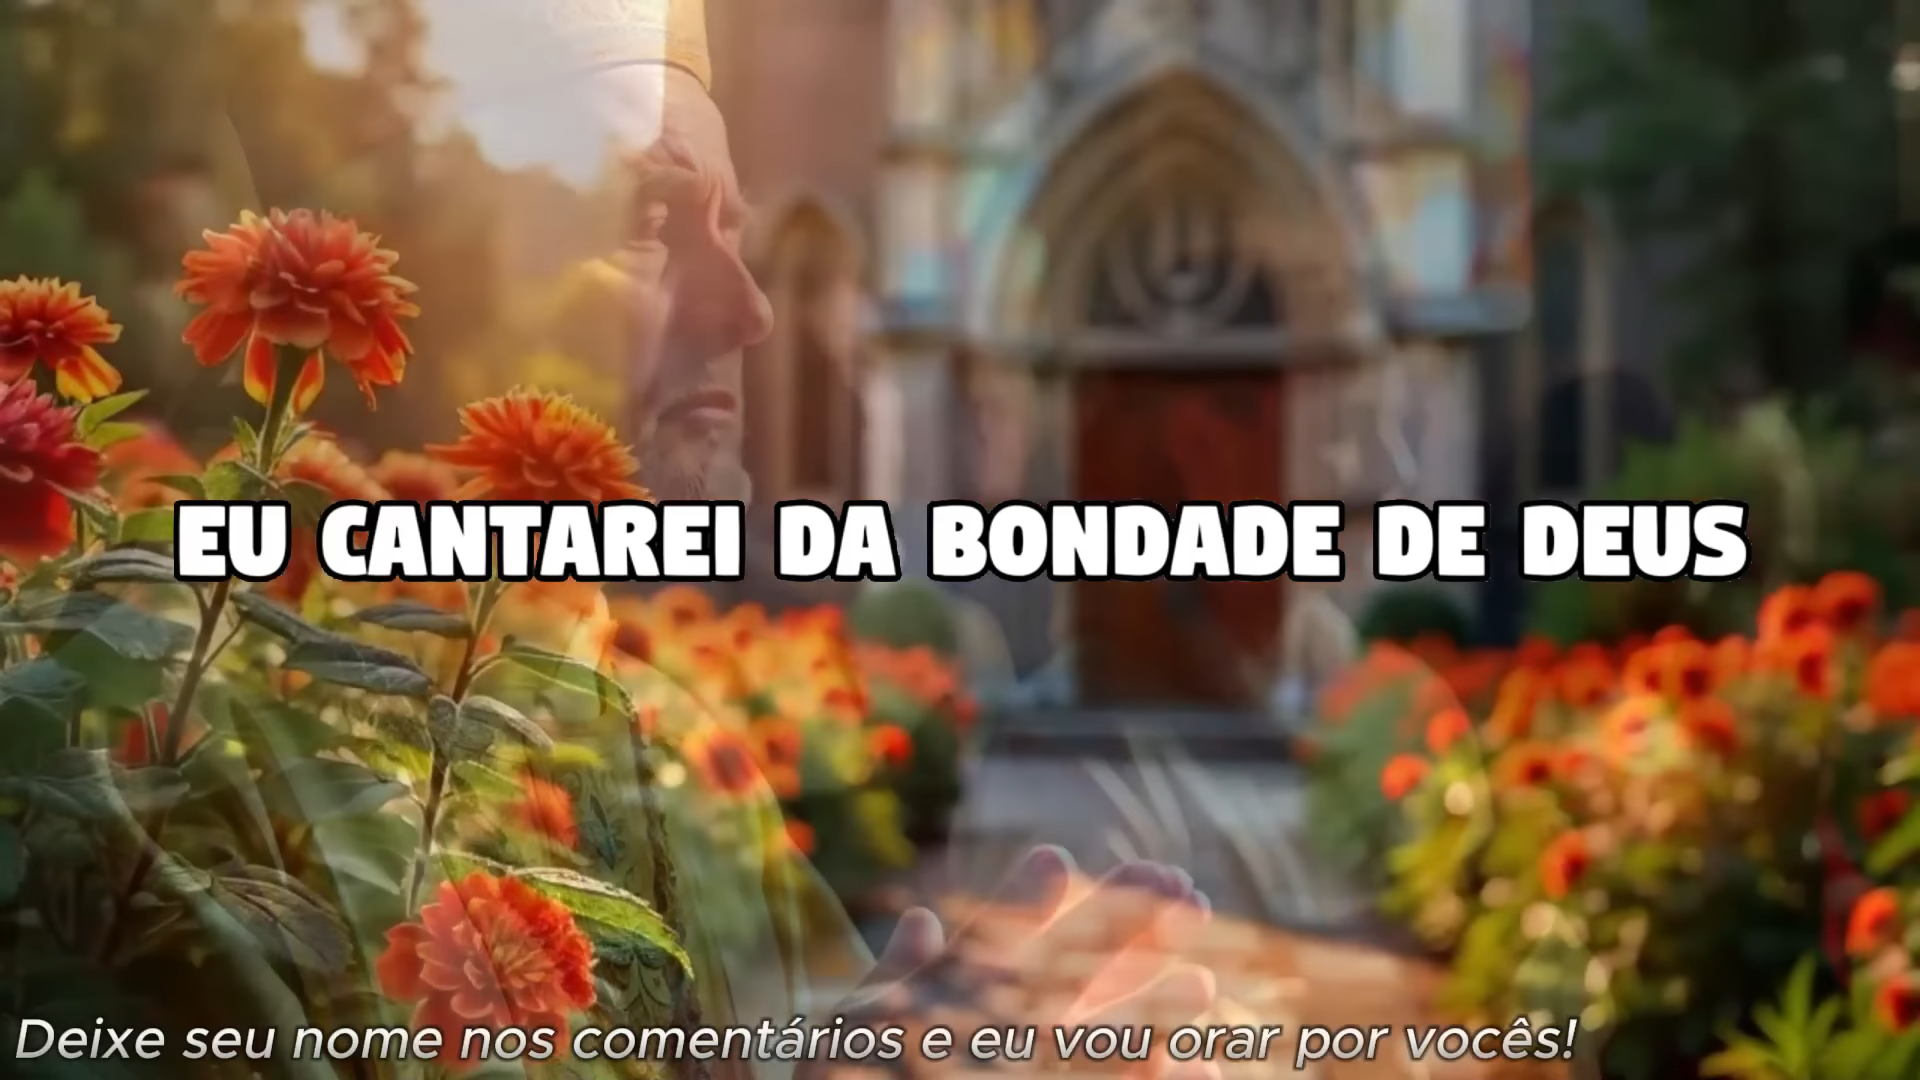 EU CANTAREI DA BONDADE DE DEUS
Deixe seu nome nos comentários e eu vou orar por vocês!